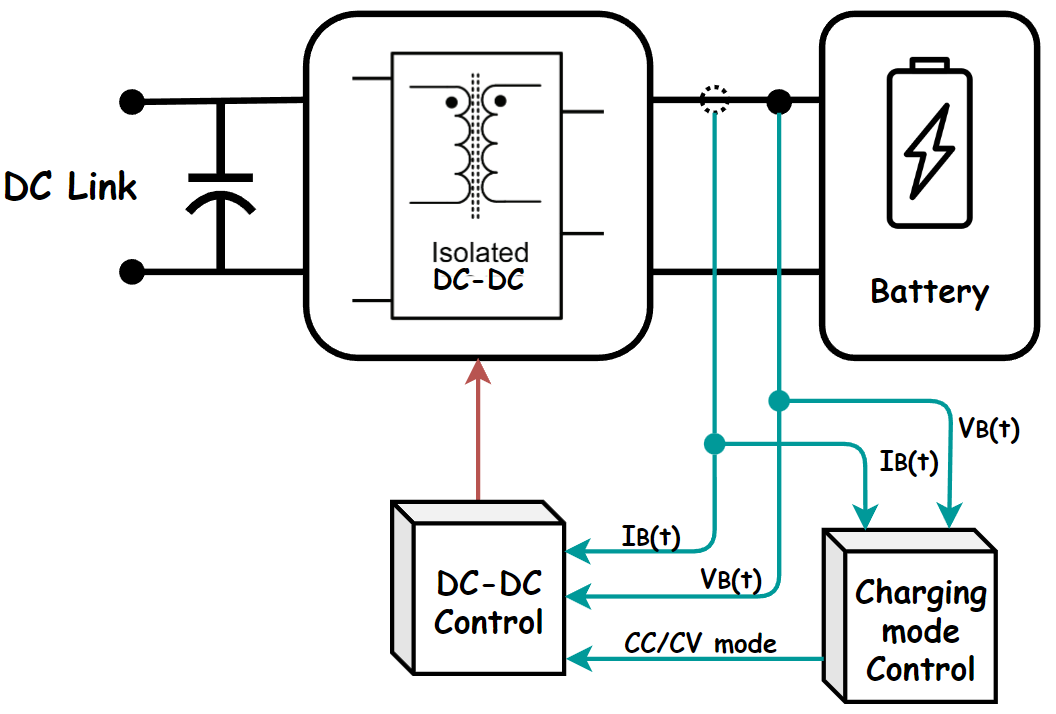 DC Link
Isolated
DC-DC
Battery
VB(t)
IB(t)
IB(t)
VB(t)
DC-DC
Control
CC/CV mode
Charging
mode
Control